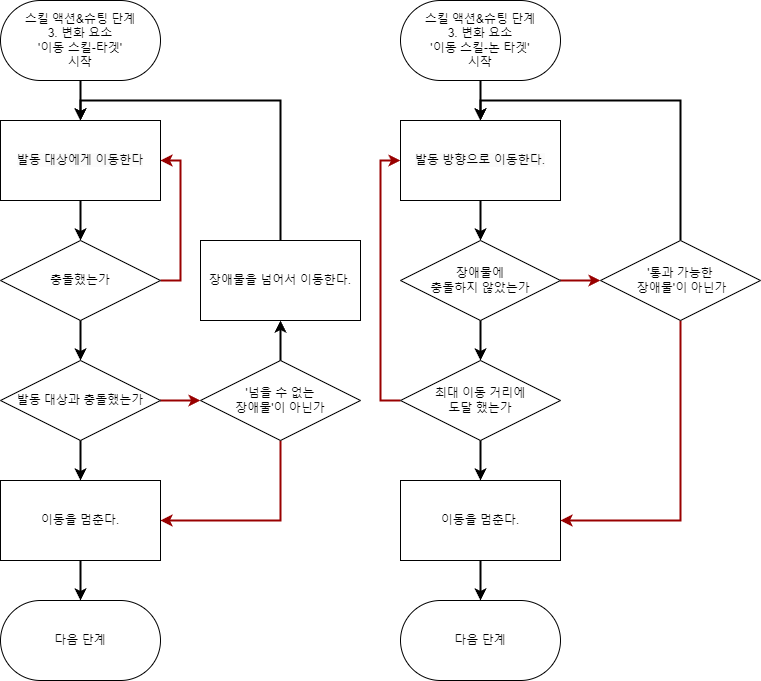 스킬 액션&슈팅 단계
3. 변화 요소
'이동 스킬-타겟'
시작
발동 대상에게 이동한다
충돌했는가
장애물을 넘어서 이동한다.
발동 대상과 충돌했는가
'넘을 수 없는
장애물'이 아닌가
이동을 멈춘다.
다음 단계
스킬 액션&슈팅 단계
3. 변화 요소
'이동 스킬-논 타겟'
시작
발동 방향으로 이동한다.
장애물에
충돌하지 않았는가
'통과 가능한
장애물'이 아닌가
최대 이동 거리에
도달 했는가
이동을 멈춘다.
다음 단계